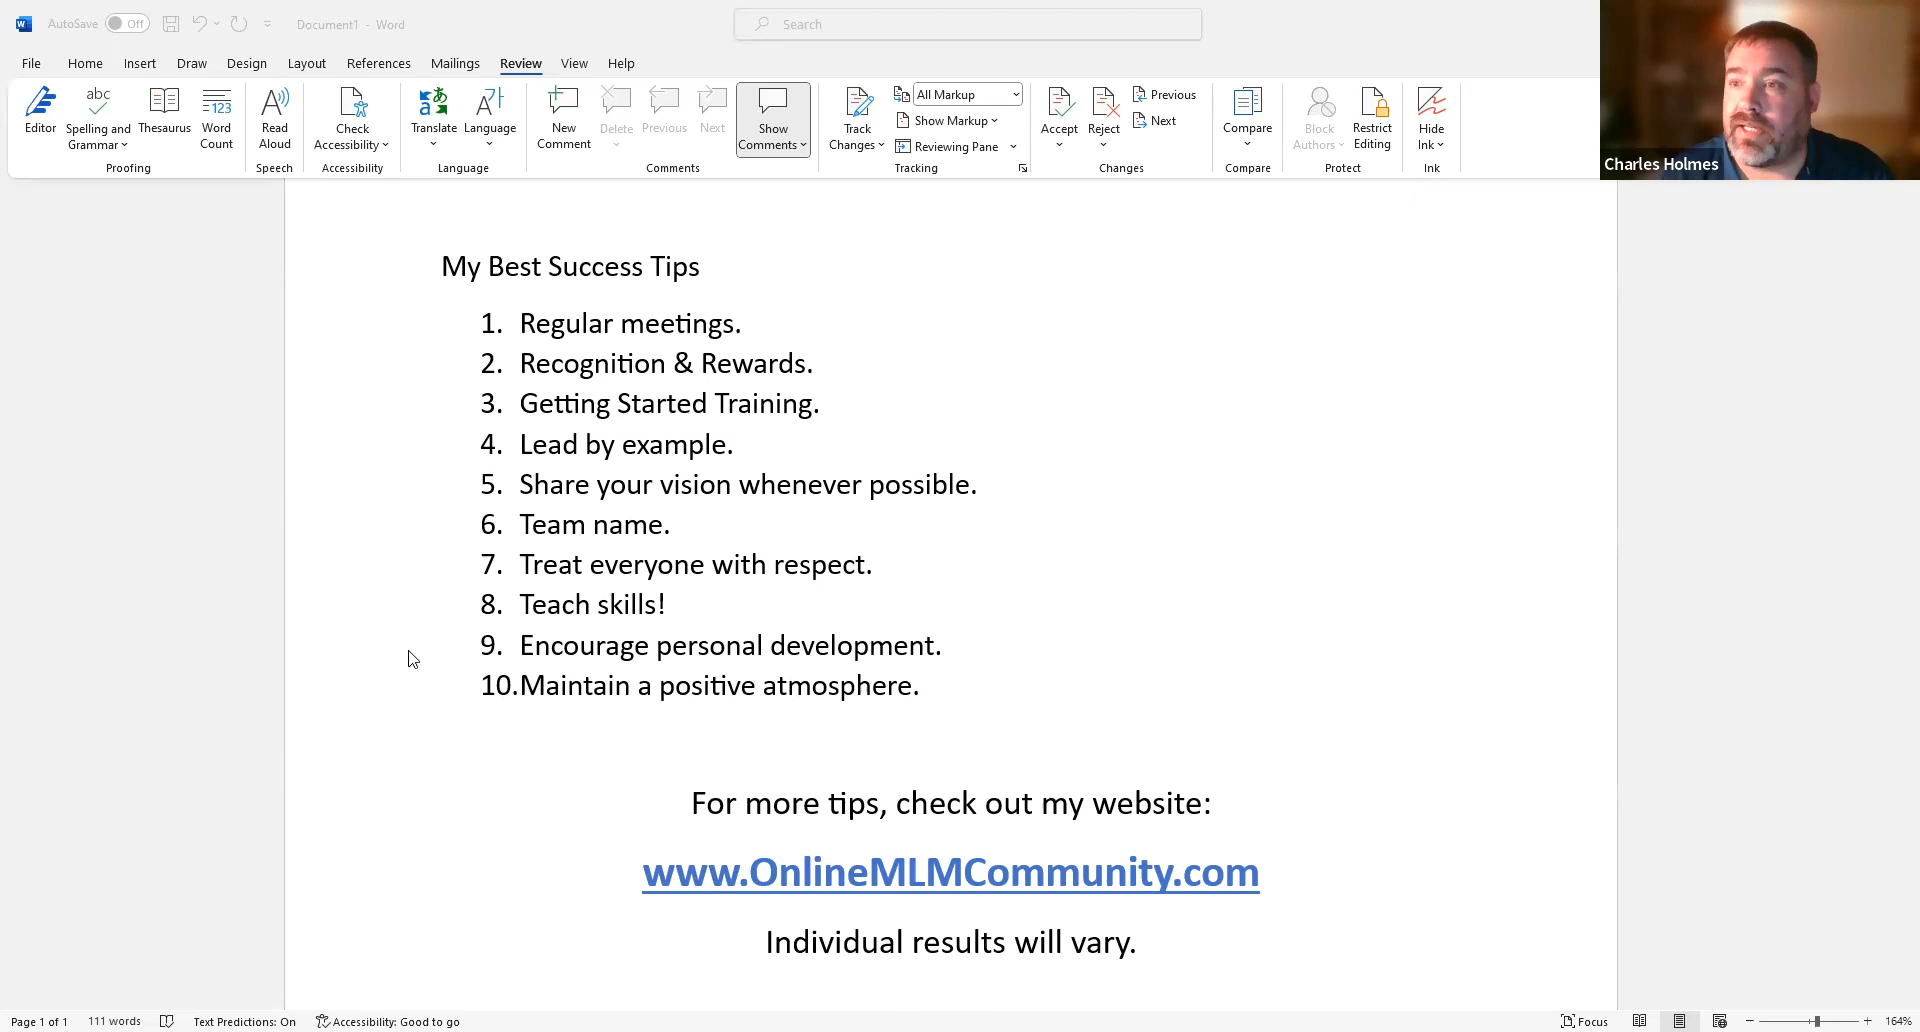 AutoSave Off Document1 - Word Search
File Home Insert Draw Design Layout References Mailings Review View Help
Editor
abc
Spelling and
Grammar
Thesaurus
123
Word
Count
Proofing
Read
Aloud
Speech
Check
Accessibility
Accessibility
Translate
Language
Language
New
Comment
Delete
Previous
Next
Show
Comments
Comments
Track
Changes
All Markup
Show Markup
Reviewing Pane
Tracking
Accept
Reject
Previous
Next
Changes
Compare
Compare
Block
Authors
Restrict
Editing
Protect
Hide
Ink
Ink
Charles Holmes
My Best Success Tips
1. Regular meetings.
2. Recognition & Rewards.
3. Getting Started Training.
4. Lead by example.
5. Share your vision whenever possible.
6. Team name.
7. Treat everyone with respect.
8. Teach skills!
9. Encourage personal development.
10. Maintain a positive atmosphere.
For more tips, check out my website:
www.OnlineMLMCommunity.com
Individual results will vary.
Page 1 of 1 111 words Text Predictions: On Accessibility: Good to go Focus 164%